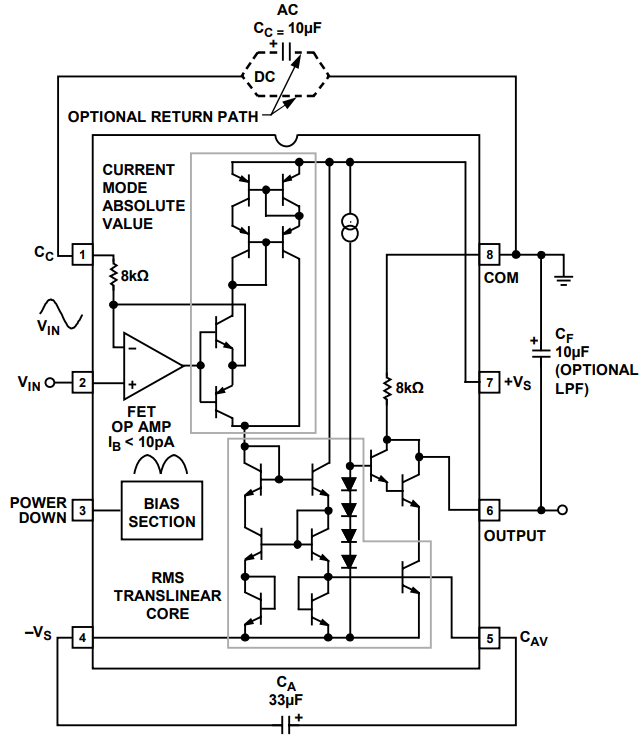 AC
CC = 10µF
+
DC
OPTIONAL RETURN PATH
CURRENT
MODE
ABSOLUTE
VALUE
CC
1
8kΩ
8
COM
VIN
–
+
CF
10µF
(OPTIONAL
LPF)
VIN
2
+
8kΩ
7
+VS
FET
OP AMP
IB < 10pA
POWER
DOWN
3
BIAS
SECTION
6
OUTPUT
RMS
TRANSLINEAR
CORE
–VS
4
5
CAV
CA
33µF
+